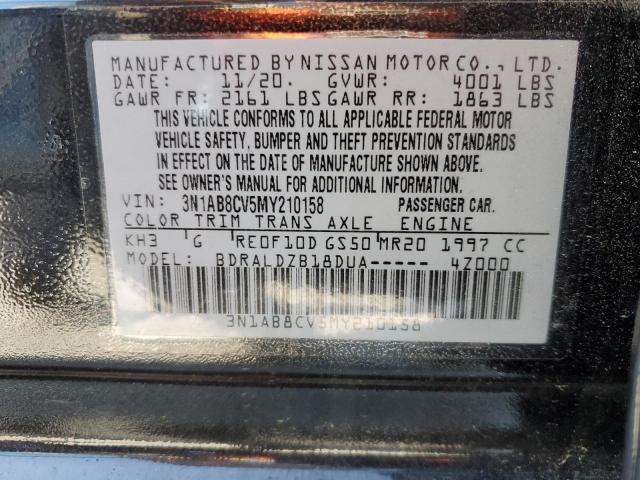 MANUFACTURED BY NISSAN MOTOR CO., LTD.
DATE: 11/20. GVWR: 4001 LBS
GAWR FR: 2161 LBS GAWR RR: 1863 LBS
THIS VEHICLE CONFORMS TO ALL APPLICABLE FEDERAL MOTOR
VEHICLE SAFETY, BUMPER AND THEFT PREVENTION STANDARDS
IN EFFECT ON THE DATE OF MANUFACTURE SHOWN ABOVE.
SEE OWNER'S MANUAL FOR ADDITIONAL INFORMATION.
VIN: 3N1AB8CV5MY210158 PASSENGER CAR.
COLOR TRIM TRANS AXLE ENGINE
KH3 G RE0F10D GS50 MR20 1997 CC
MODEL: BDRALDZB18DUA----- 4Z000
3N1AB8CV5MY210158